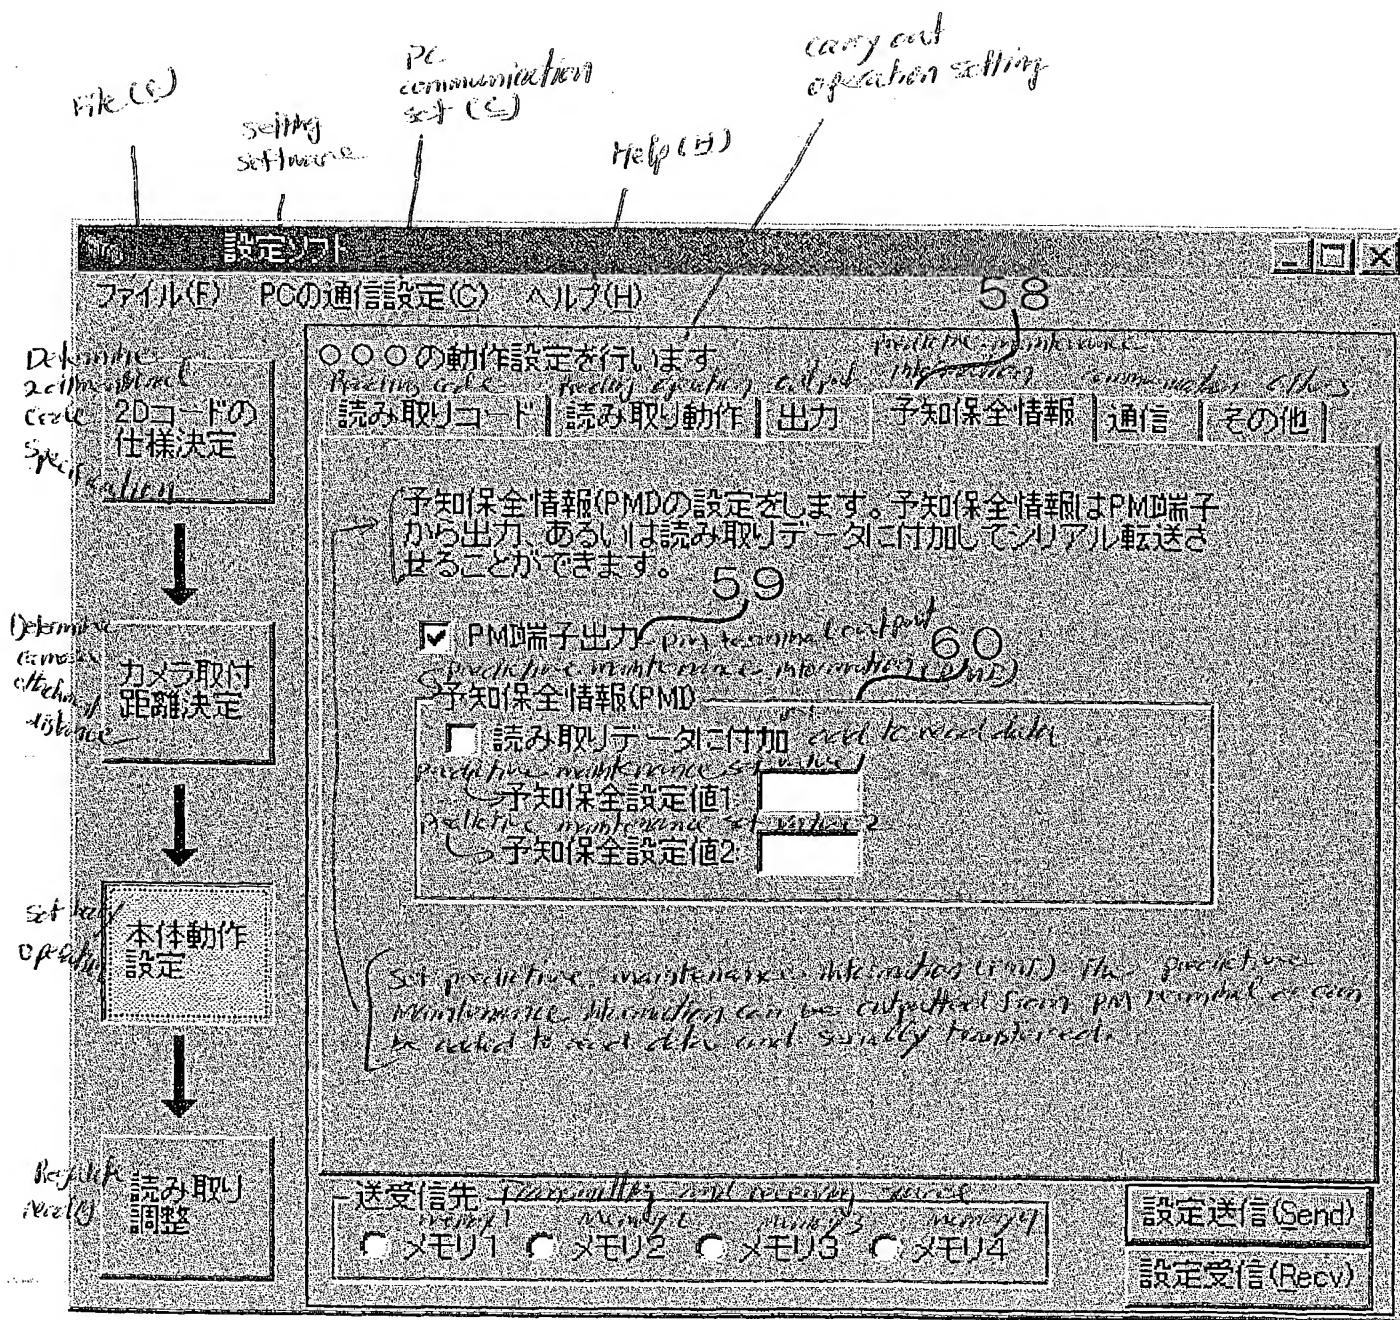 File (F)
setting
software
PC
communication
set (C)
Help (H)
carry out
operation setting
設定ソフト
ファイル(F) PCの通信設定(C) ヘルプ(H)
58
○○○の動作設定を行います
predictive maintenance
Reading code
output
information
communication
others
読み取りコード 読み取り動作 出力 予知保全情報 通信 その他
Determine
code
Specification
2Dコードの
仕様決定
予知保全情報(PMI)の設定をします。予知保全情報はPMI端子
から出力、あるいは読み取りデータに付加してシリアル転送さ
せることができます。
59
PMI端子出力
terminal output
60
predictive maintenance information (PMI)
予知保全情報(PMI)
Determine
camera
attachment
distance
カメラ取付
距離決定
読み取りデータに付加
add to read data
predictive maintenance set value 1
予知保全設定値1:
predictive maintenance set value 2
予知保全設定値2:
Set body
operation
本体動作
設定
Set predictive maintenance information (PMI). The predictive
maintenance information can be outputted from PMI terminal or can
be added to read data and serially transferred.
Regulate
reading
読み取り
調整
送受信先
Transmitting and receiving source
memory 1 memory 2 memory 3 memory 4
メモリ1 メモリ2 メモリ3 メモリ4
設定送信(Send)
設定受信(Recv)